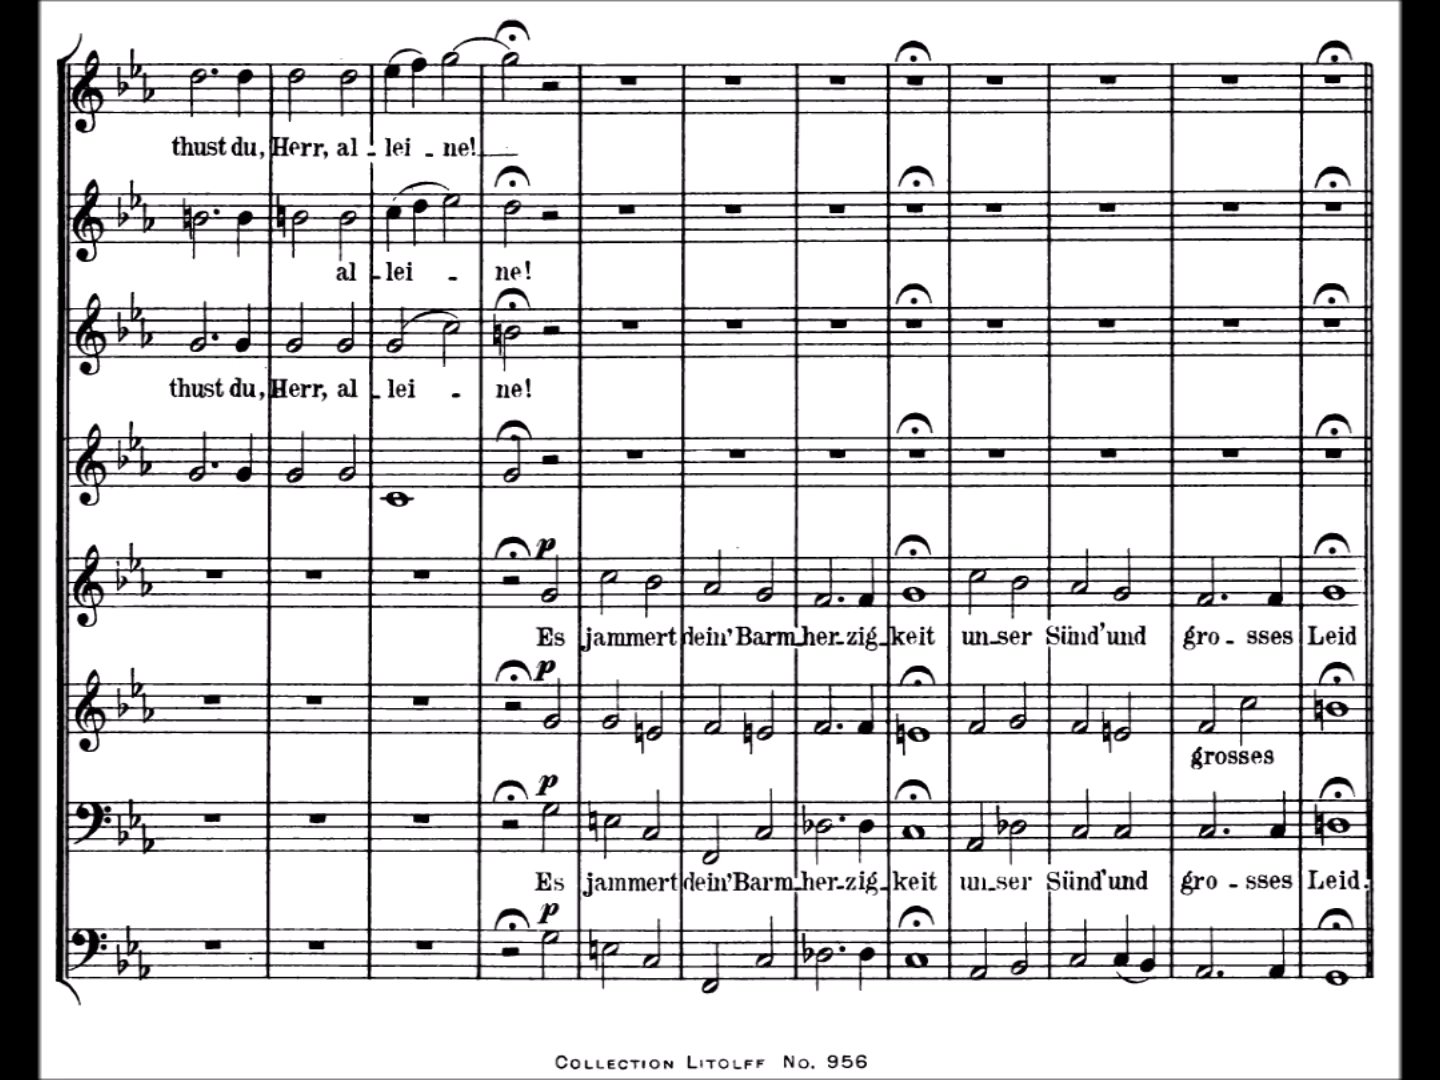 thust du, Herr, al - lei - ne!
al - lei - ne!
thust du, Herr, al - lei - ne!
p
Es jammert dein' Barm-her-zig-keit un-ser Sünd' und gro - sses Leid
p
grosses
p
Es jammert dein' Barm-her-zig-keit un-ser Sünd' und gro - sses Leid.
p
COLLECTION LITOLFF No. 956